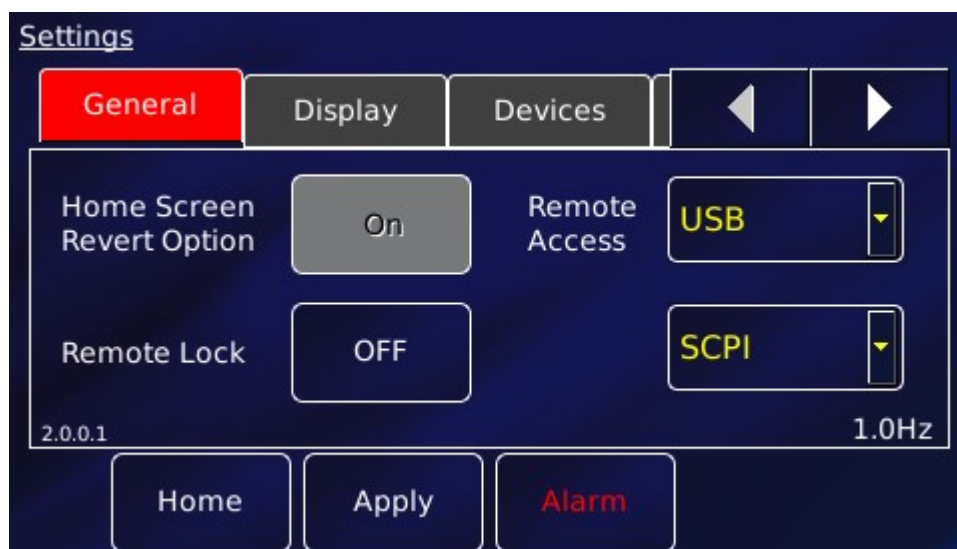 Settings
General
Display
Devices
Home Screen
Revert Option
On
Remote
Access
USB
Remote Lock
OFF
SCPI
2.0.0.1
1.0Hz
Home
Apply
Alarm